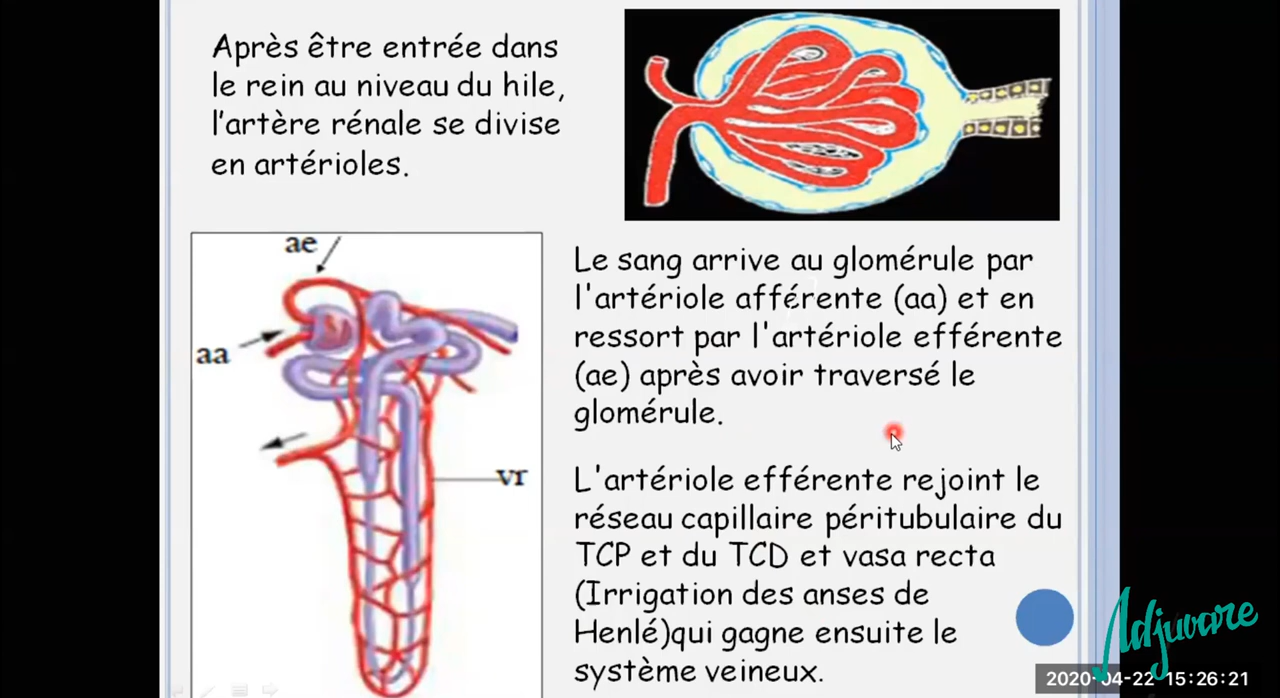 Après être entrée dans
le rein au niveau du hile,
l'artère rénale se divise
en artérioles.
ae
aa
vr
Le sang arrive au glomérule par
l'artériole afférente (aa) et en
ressort par l'artériole efférente
(ae) après avoir traversé le
glomérule.
L'artériole efférente rejoint le
réseau capillaire péritubulaire du
TCP et du TCD et vasa recta
(Irrigation des anses de
Henlé)qui gagne ensuite le
système veineux.
Adjuvare
2020-04-22 15:26:21